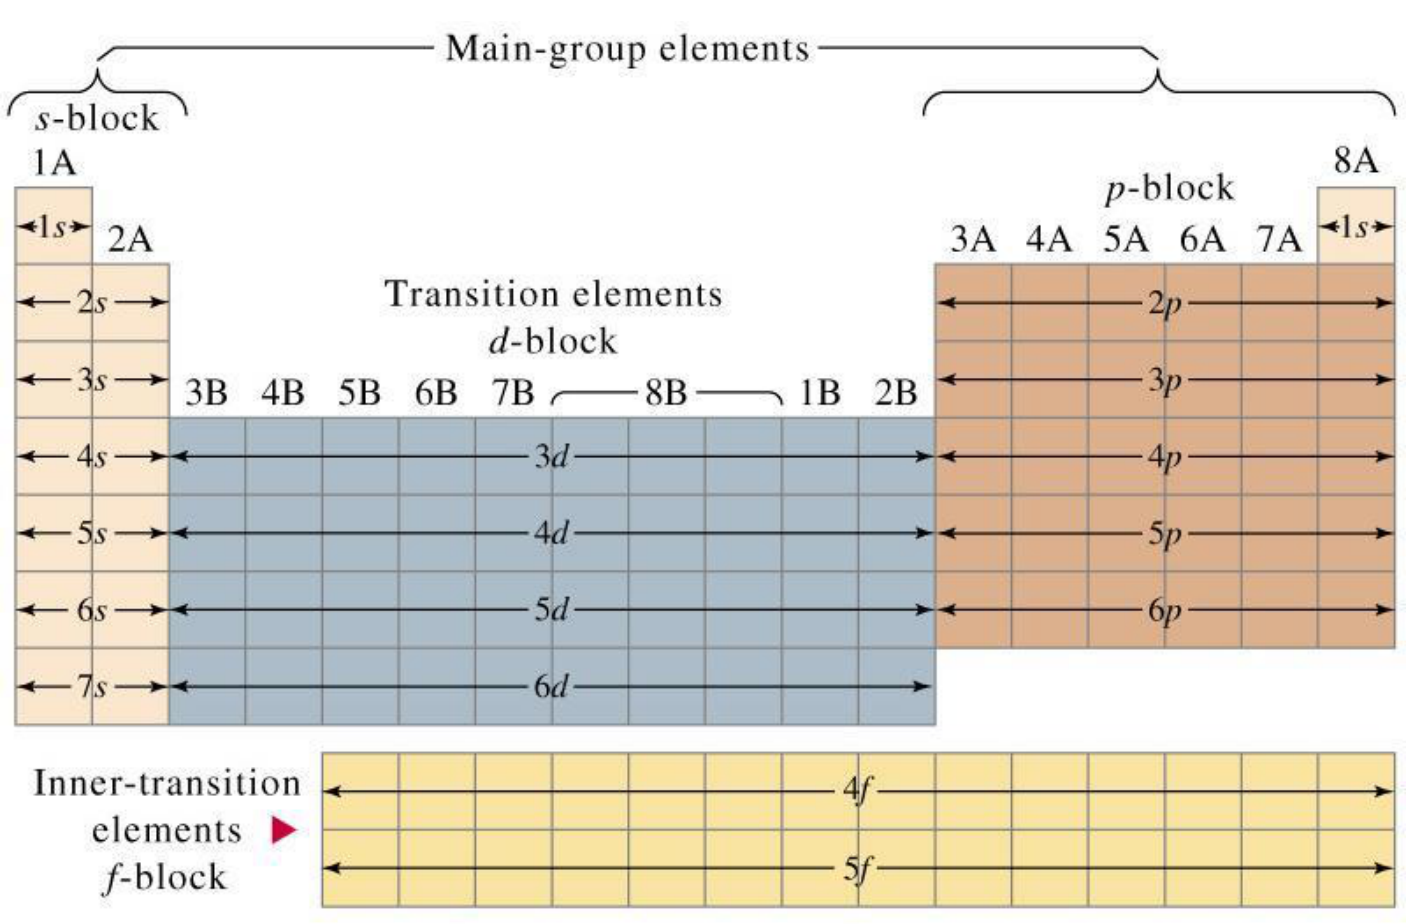 Main-group elements
s-block
1A
8A
p-block
1s
2A
3A 4A 5A 6A 7A
1s
2s
Transition elements
2p
d-block
3s
3B 4B 5B 6B 7B 8B 1B 2B
3p
4s 3d 4p
5s 4d 5p
6s 5d 6p
7s 6d
Inner-transition
elements
f-block
4f
5f